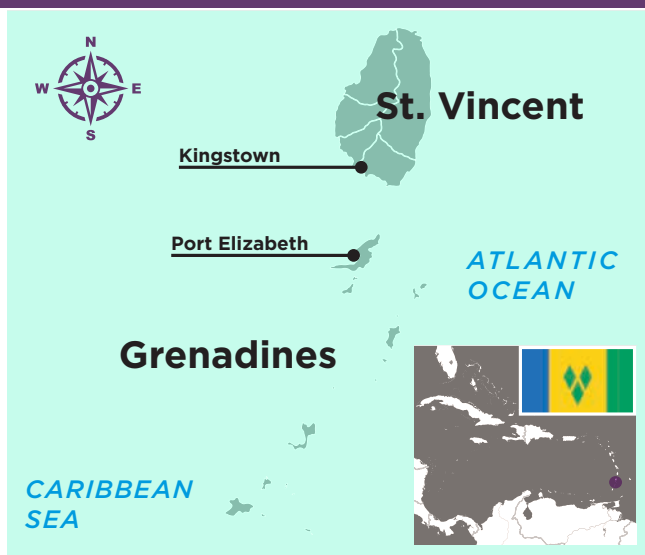 N
W E
S
St. Vincent
Kingstown
Port Elizabeth
ATLANTIC
OCEAN
Grenadines
CARIBBEAN
SEA